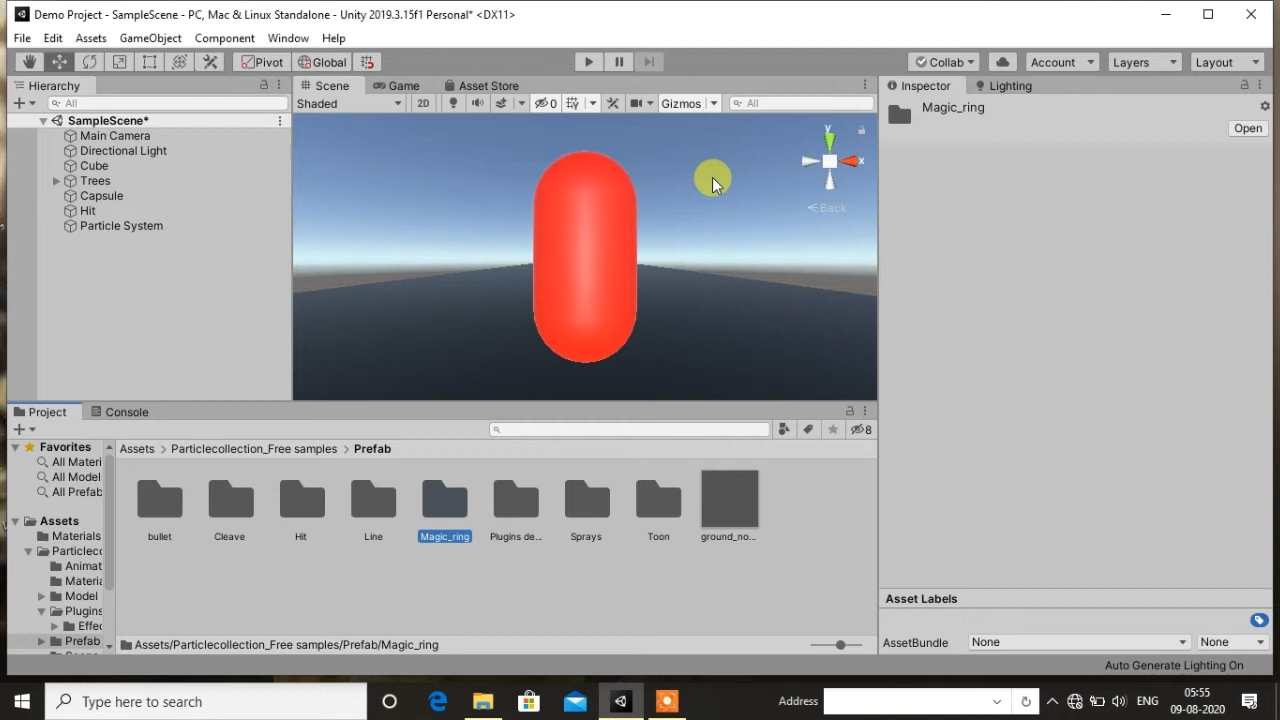 Demo Project - SampleScene - PC, Mac & Linux Standalone - Unity 2019.3.15f1 Personal* <DX11>
File Edit Assets GameObject Component Window Help
Pivot Global Collab Account Layers Layout
Hierarchy
All
SampleScene*
Main Camera
Directional Light
Cube
Trees
Capsule
Hit
Particle System
Scene Game Asset Store
Shaded 2D 0 Gizmos All
y
x
Back
Inspector Lighting
Magic_ring
Open
Project Console
8
Favorites
All Materi
All Model
All Prefab
Assets
Materials
Particlecc
Animat
Materia
Model
Plugins
Effec
Prefab
Assets > Particlecollection_Free samples > Prefab
bullet Cleave Hit Line Magic_ring Plugins de... Sprays Toon ground_no...
Assets/Particlecollection_Free samples/Prefab/Magic_ring
Asset Labels
AssetBundle None None
Auto Generate Lighting On
Type here to search
Address
ENG
05:55
09-08-2020